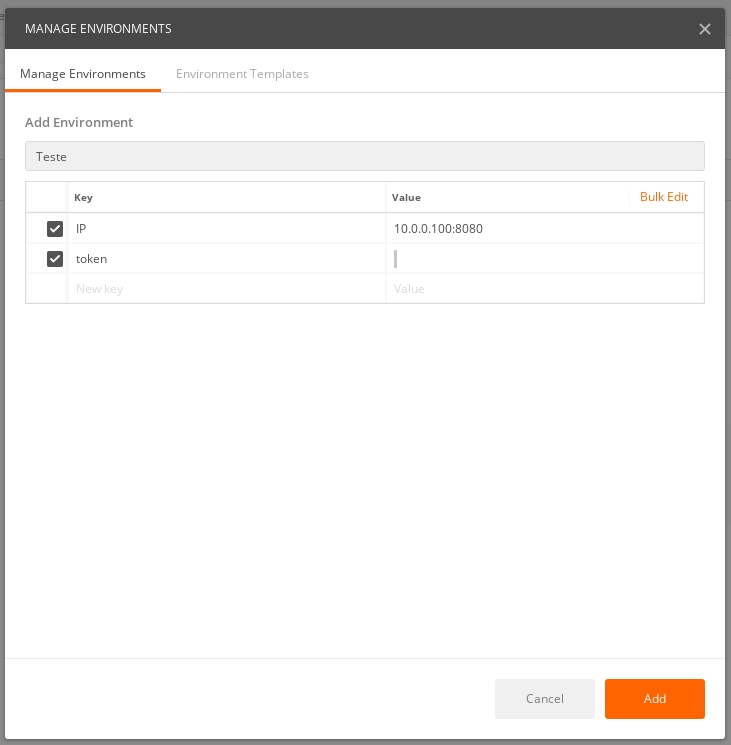 MANAGE ENVIRONMENTS
Manage Environments Environment Templates
Add Environment
Teste
Key Value Bulk Edit
IP 10.0.0.100:8080
token
New key Value
Cancel Add